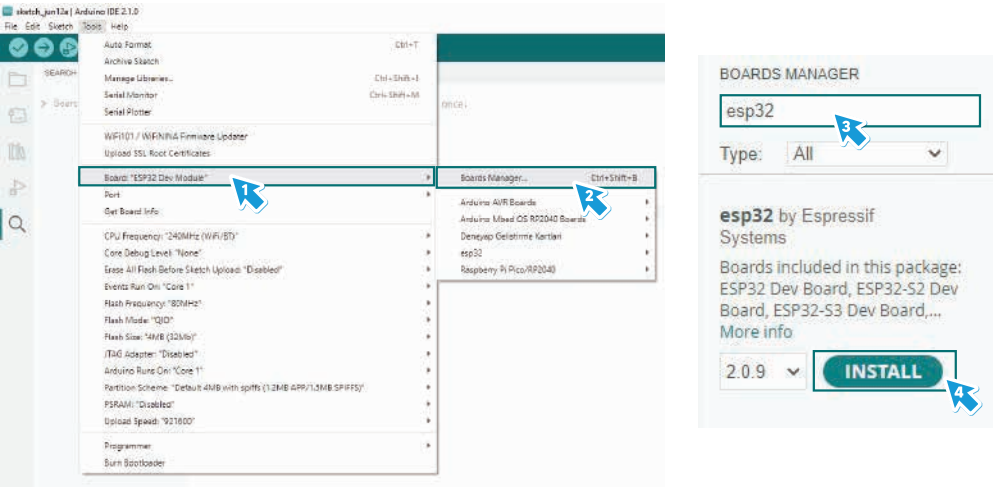 sketch_jun12a | Arduino IDE 2.1.0
File Edit Sketch Tools Help
SEARCH
Auto Format Ctrl+T
Archive Sketch
Manage Libraries... Ctrl+Shift+I
Serial Monitor Ctrl+Shift+M
Serial Plotter
WiFi101 / WiFiNINA Firmware Updater
Upload SSL Root Certificates
Board: "ESP32 Dev Module"
1
Port
Get Board Info
CPU Frequency: "240MHz (WiFi/BT)"
Core Debug Level: "None"
Erase All Flash Before Sketch Upload: "Disabled"
Events Run On: "Core 1"
Flash Frequency: "80MHz"
Flash Mode: "QIO"
Flash Size: "4MB (32Mb)"
JTAG Adapter: "Disabled"
Arduino Runs On: "Core 1"
Partition Scheme: "Default 4MB with spiffs (1.2MB APP/1.5MB SPIFFS)"
PSRAM: "Disabled"
Upload Speed: "921600"
Programmer
Burn Bootloader
Boards Manager... Ctrl+Shift+B
2
Arduino AVR Boards
Arduino Mbed OS RP2040 Boards
Deneyap Geliştirme Kartları
esp32
Raspberry Pi Pico/RP2040
BOARDS MANAGER
esp32
3
Type: All
esp32 by Espressif
Systems
Boards included in this package:
ESP32 Dev Board, ESP32-S2 Dev
Board, ESP32-S3 Dev Board,...
More info
2.0.9 INSTALL
4